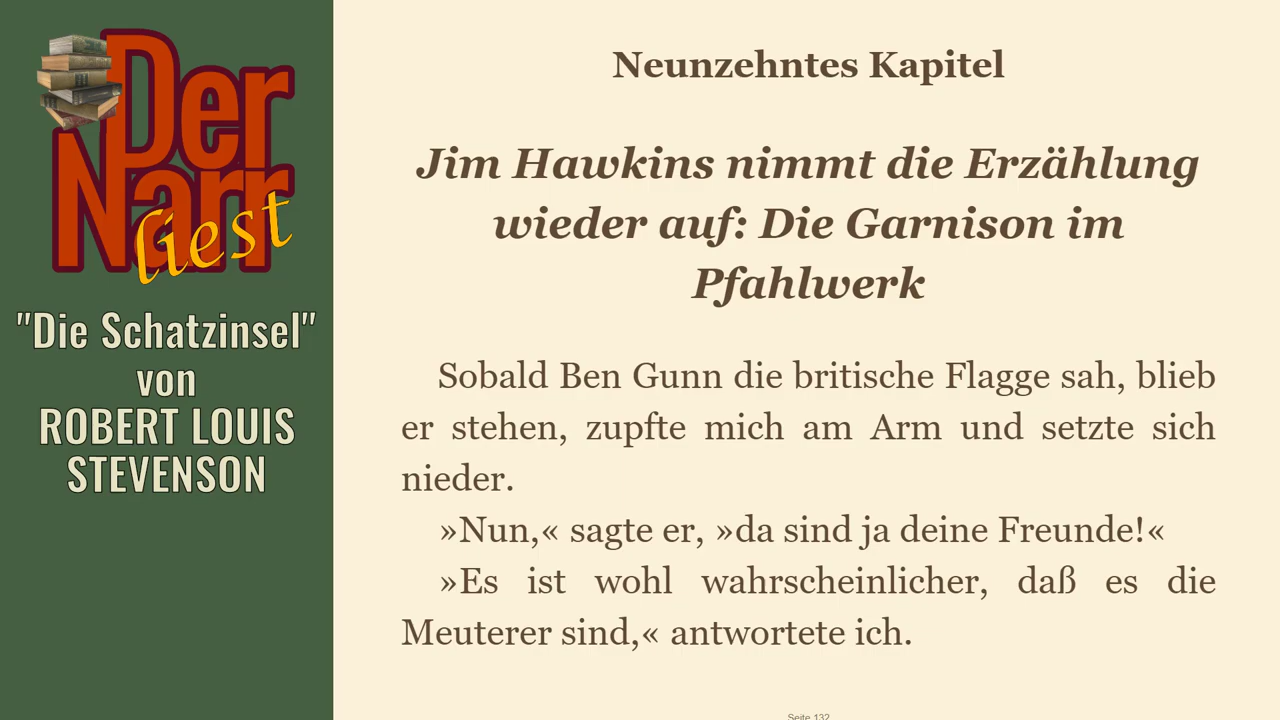 Der
Narr
liest
"Die Schatzinsel"
von
ROBERT LOUIS
STEVENSON
Neunzehntes Kapitel
Jim Hawkins nimmt die Erzählung
wieder auf: Die Garnison im
Pfahlwerk
Sobald Ben Gunn die britische Flagge sah, blieb
er stehen, zupfte mich am Arm und setzte sich
nieder.
»Nun,« sagte er, »da sind ja deine Freunde!«
»Es ist wohl wahrscheinlicher, daß es die
Meuterer sind,« antwortete ich.
Seite 132